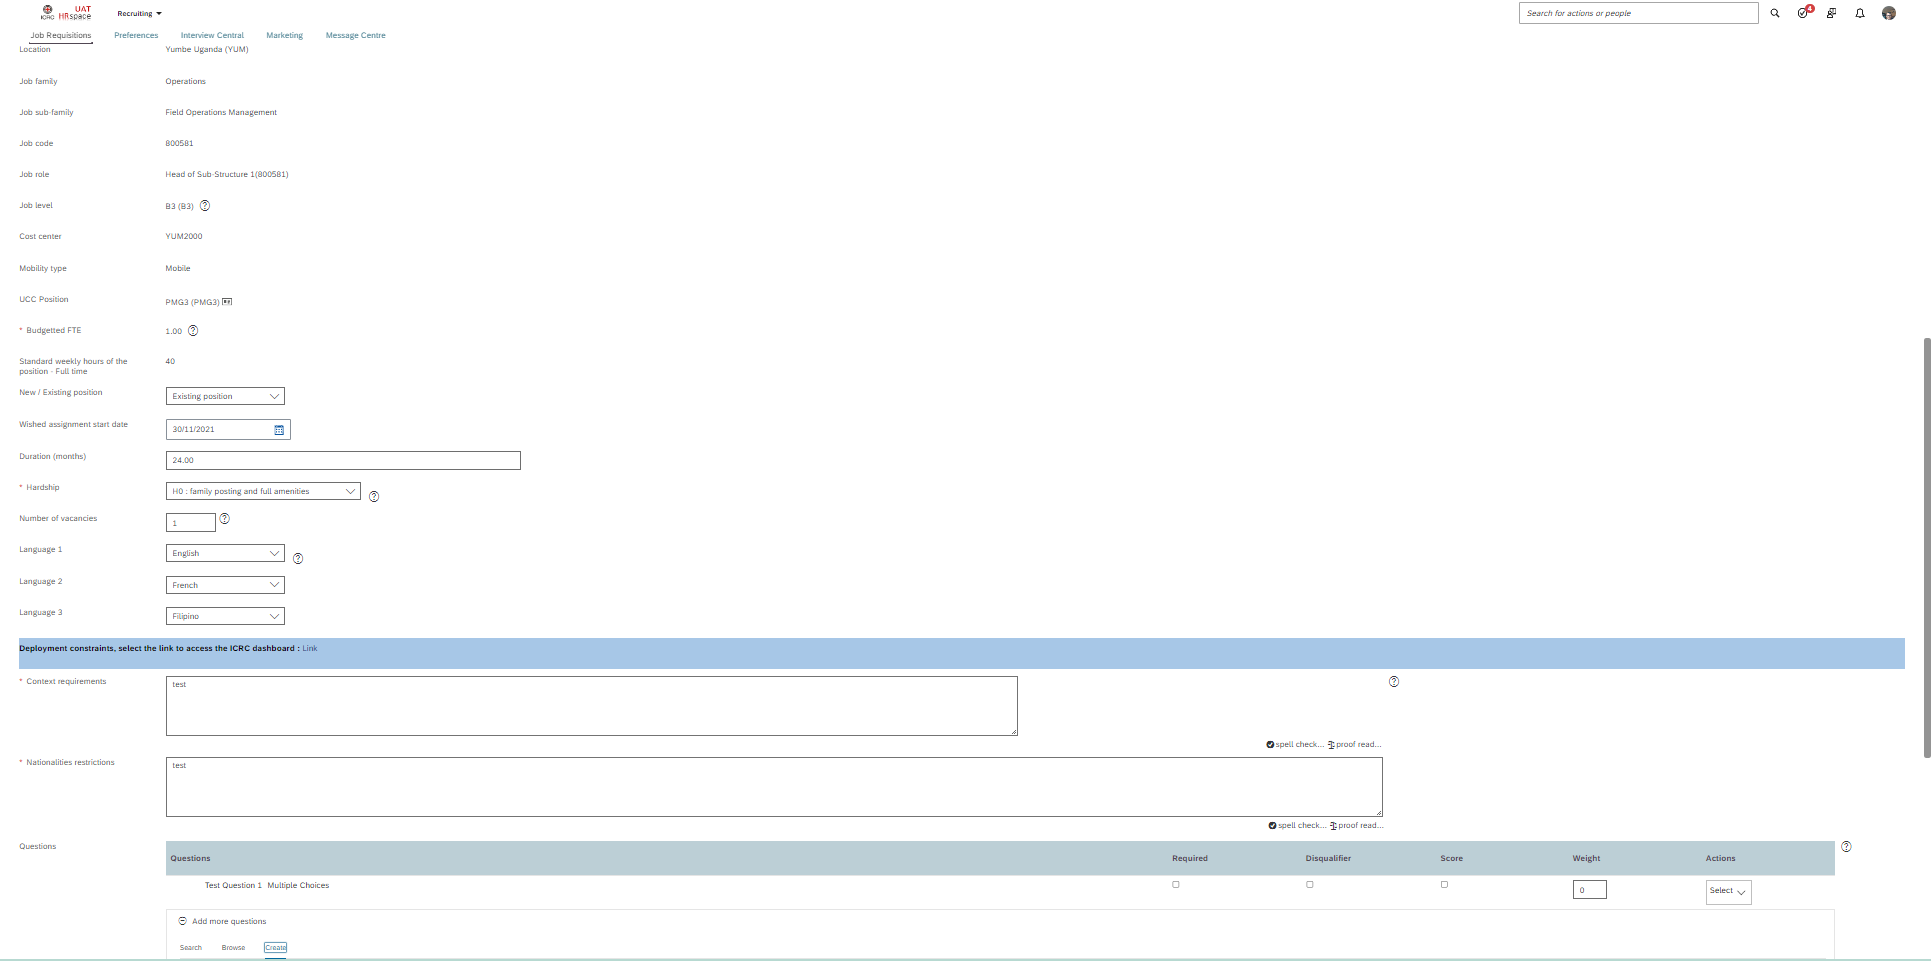 ICRC UAT HRspace
Recruiting
Search for actions or people
4
Job Requisitions Preferences Interview Central Marketing Message Centre
Location Yumbe Uganda (YUM)
Job family Operations
Job sub-family Field Operations Management
Job code 800581
Job role Head of Sub-Structure 1(800581)
Job level B3 (B3) ?
Cost center YUM2000
Mobility type Mobile
UCC Position PMG3 (PMG3)
* Budgetted FTE 1.00 ?
Standard weekly hours of the 40
position - Full time
New / Existing position Existing position
Wished assignment start date 30/11/2021
Duration (months) 24.00
* Hardship H0 : family posting and full amenities ?
Number of vacancies 1 ?
Language 1 English ?
Language 2 French
Language 3 Filipino
Deployment constraints, select the link to access the ICRC dashboard : Link
* Context requirements test ?
spell check... proof read...
* Nationalities restrictions test
spell check... proof read...
Questions ?
Questions Required Disqualifier Score Weight Actions
Test Question 1 Multiple Choices 0 Select
Add more questions
Search Browse Create